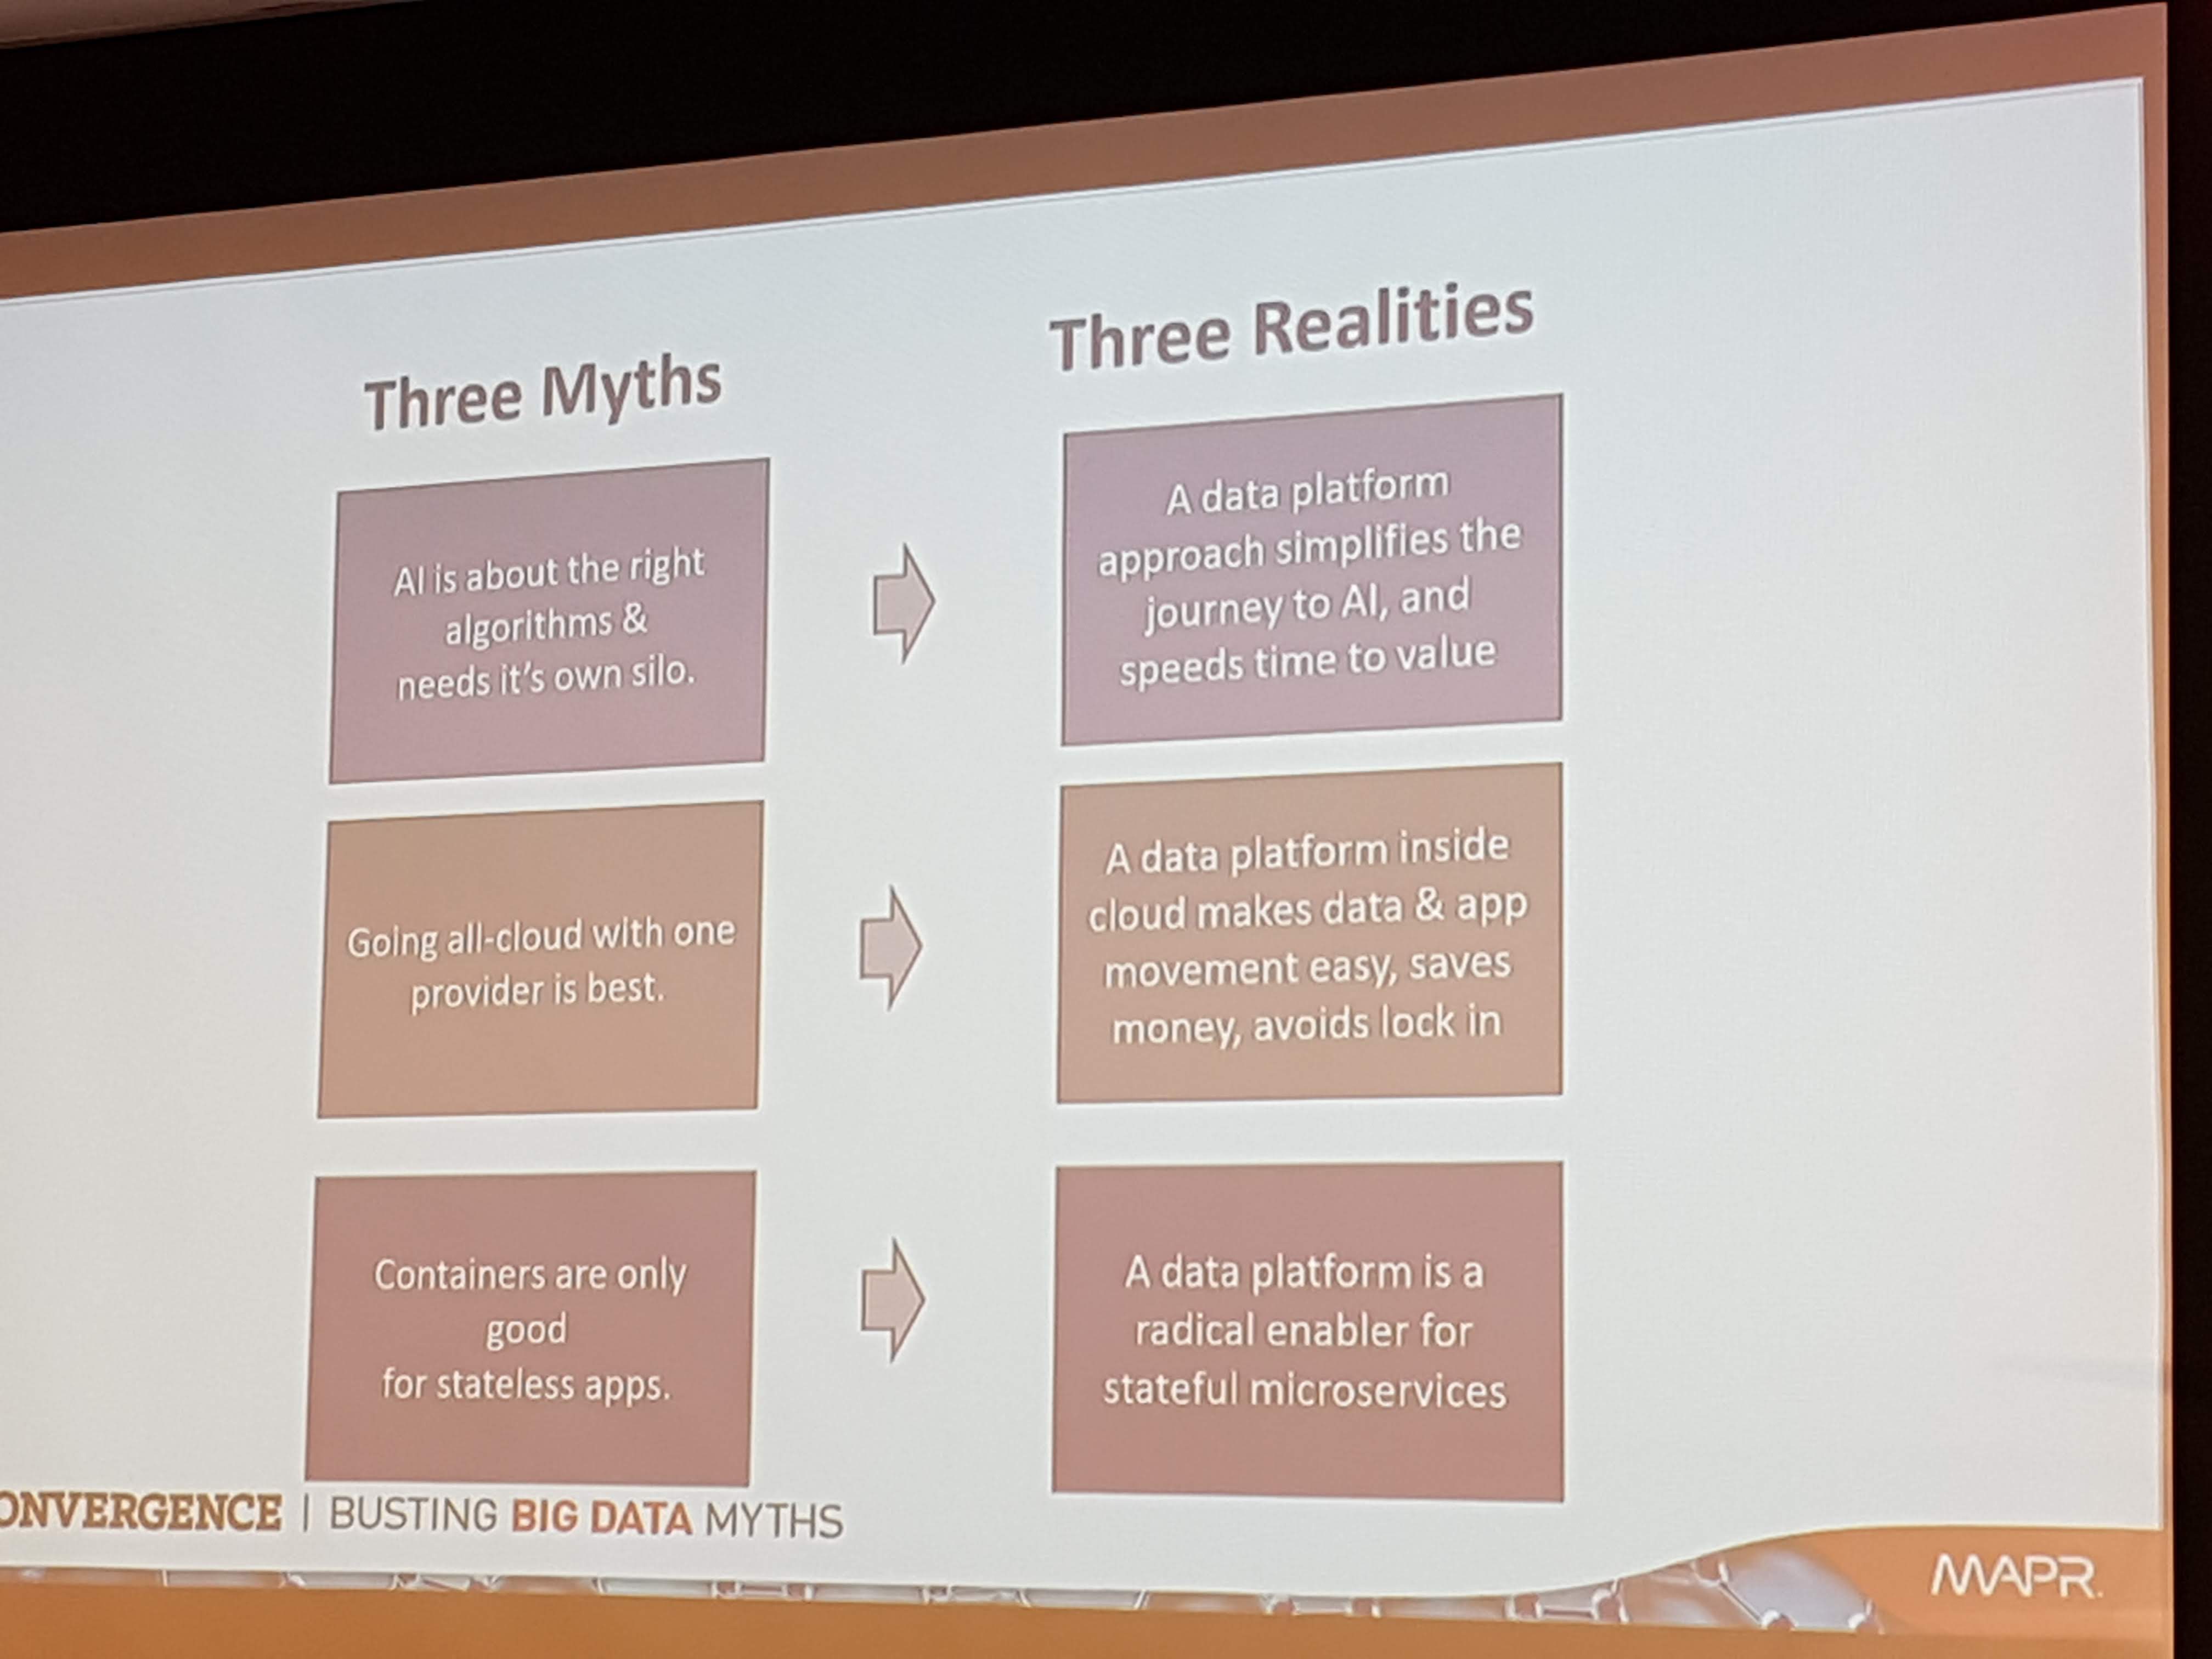 Three Myths
Three Realities
AI is about the right
algorithms &
needs it's own silo.
A data platform
approach simplifies the
journey to AI, and
speeds time to value
Going all-cloud with one
provider is best.
A data platform inside
cloud makes data & app
movement easy, saves
money, avoids lock in
Containers are only
good
for stateless apps.
A data platform is a
radical enabler for
stateful microservices
ONVERGENCE | BUSTING BIG DATA MYTHS
MAPR.